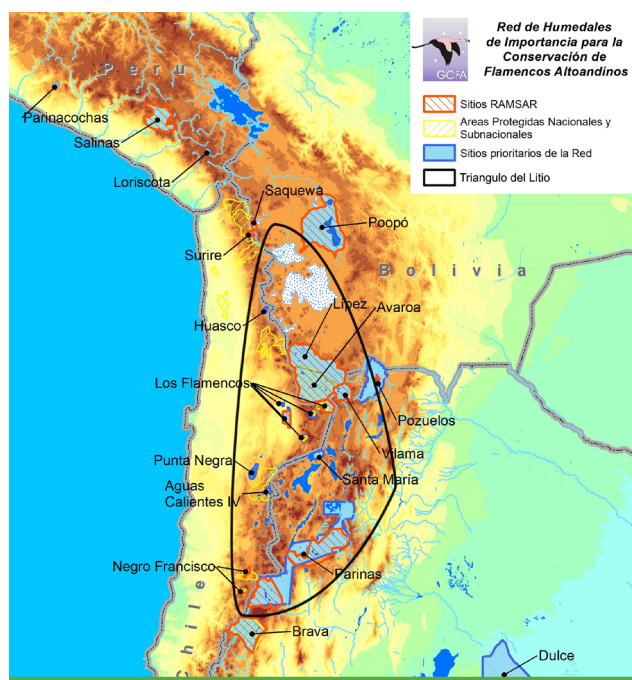 Red de Humedales
de Importancia para la
Conservación de
Flamencos Altoandinos
GCFA
Sitios RAMSAR
Areas Protegidas Nacionales y
Subnacionales
Sitios prioritarios de la Red
Triangulo del Litio
Peru
Parinacochas
Salinas
Loriscota
Saquewa
Poopó
Surire
Bolivia
Huasco
Lípez
Avaroa
Los Flamencos
Pozuelos
Vilama
Punta Negra
Santa María
Aguas
Calientes IV
Negro Francisco
Parinas
Chile
Brava
Dulce